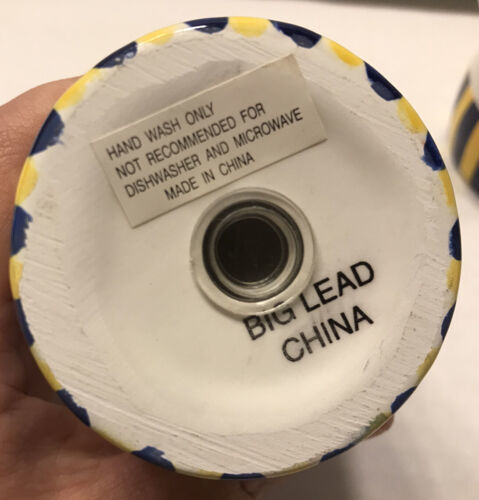 HAND WASH ONLY
NOT RECOMMENDED FOR
DISHWASHER AND MICROWAVE
MADE IN CHINA
BIG LEAD
CHINA